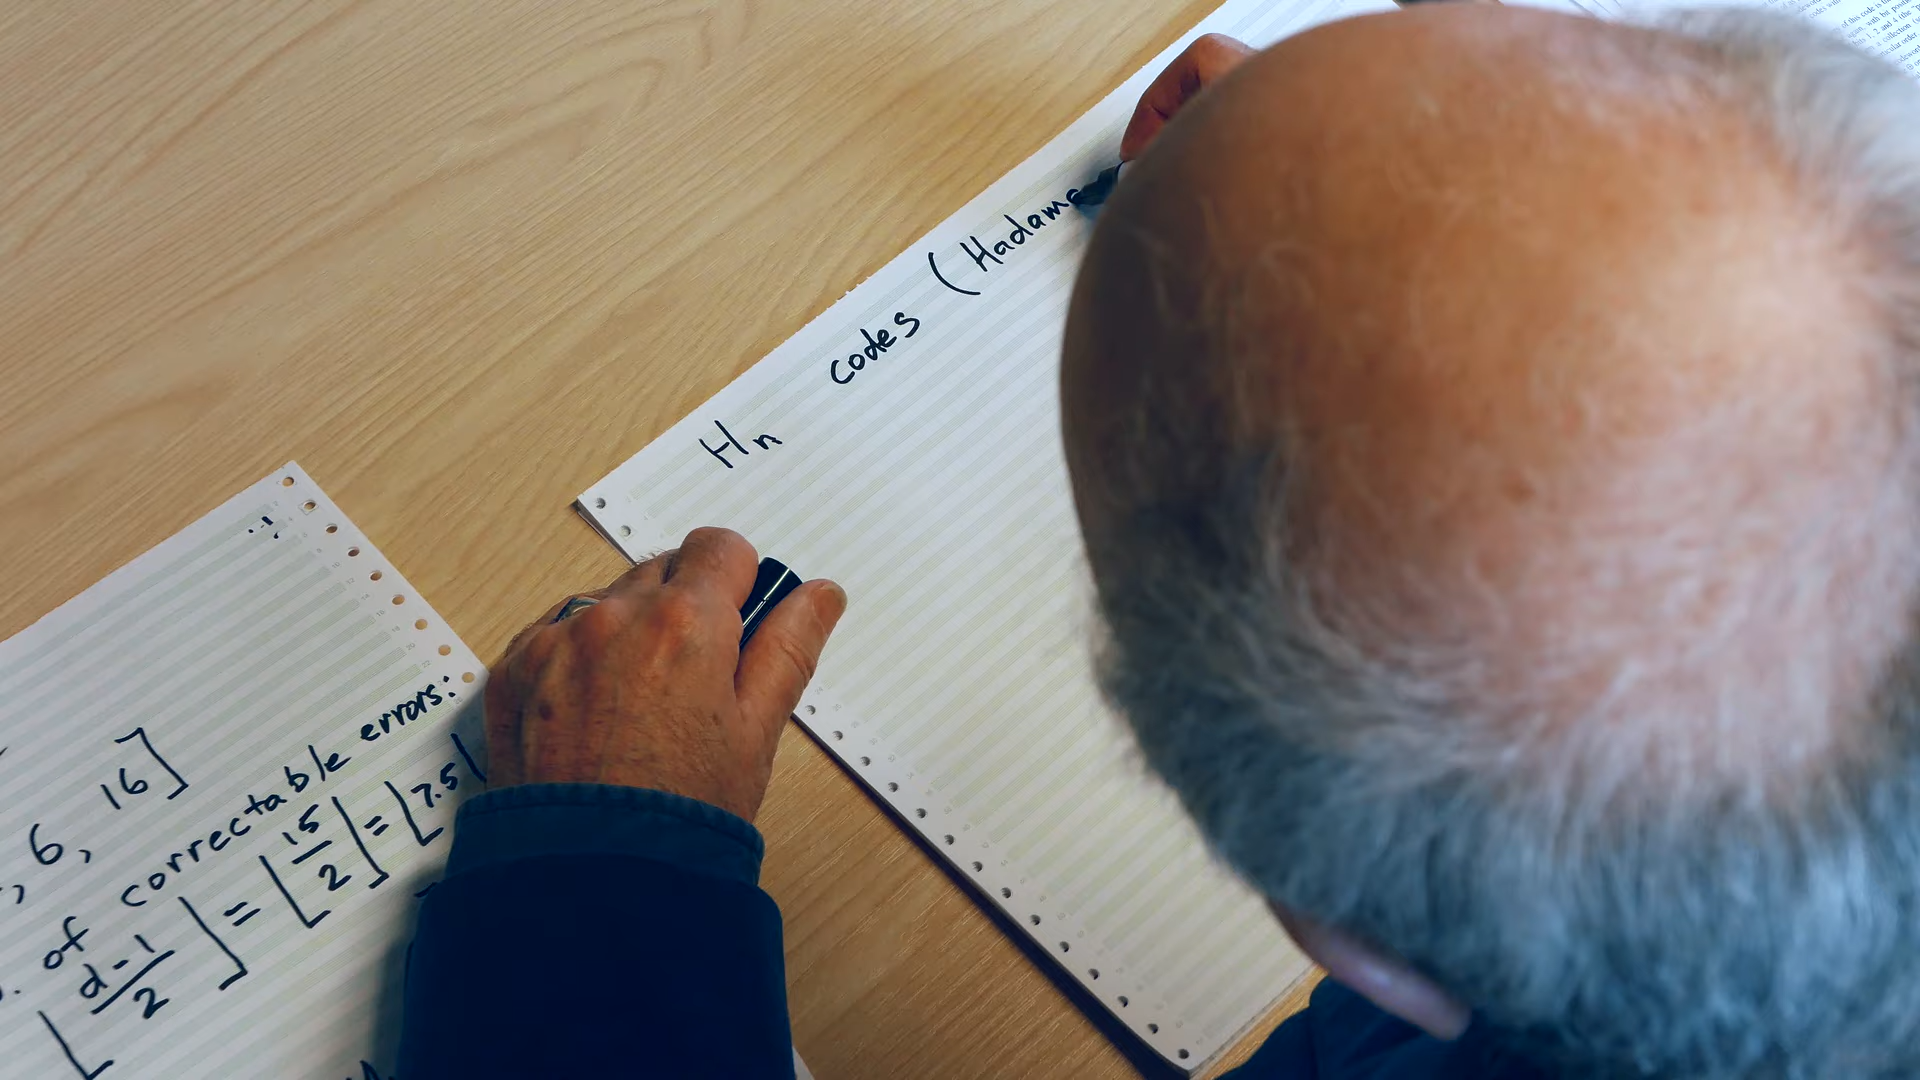 Hn codes (Hadama
, 6, 16]
. of correctable errors:
⌊ d-1 / 2 ⌋ = ⌊ 15 / 2 ⌋ = ⌊ 7.5